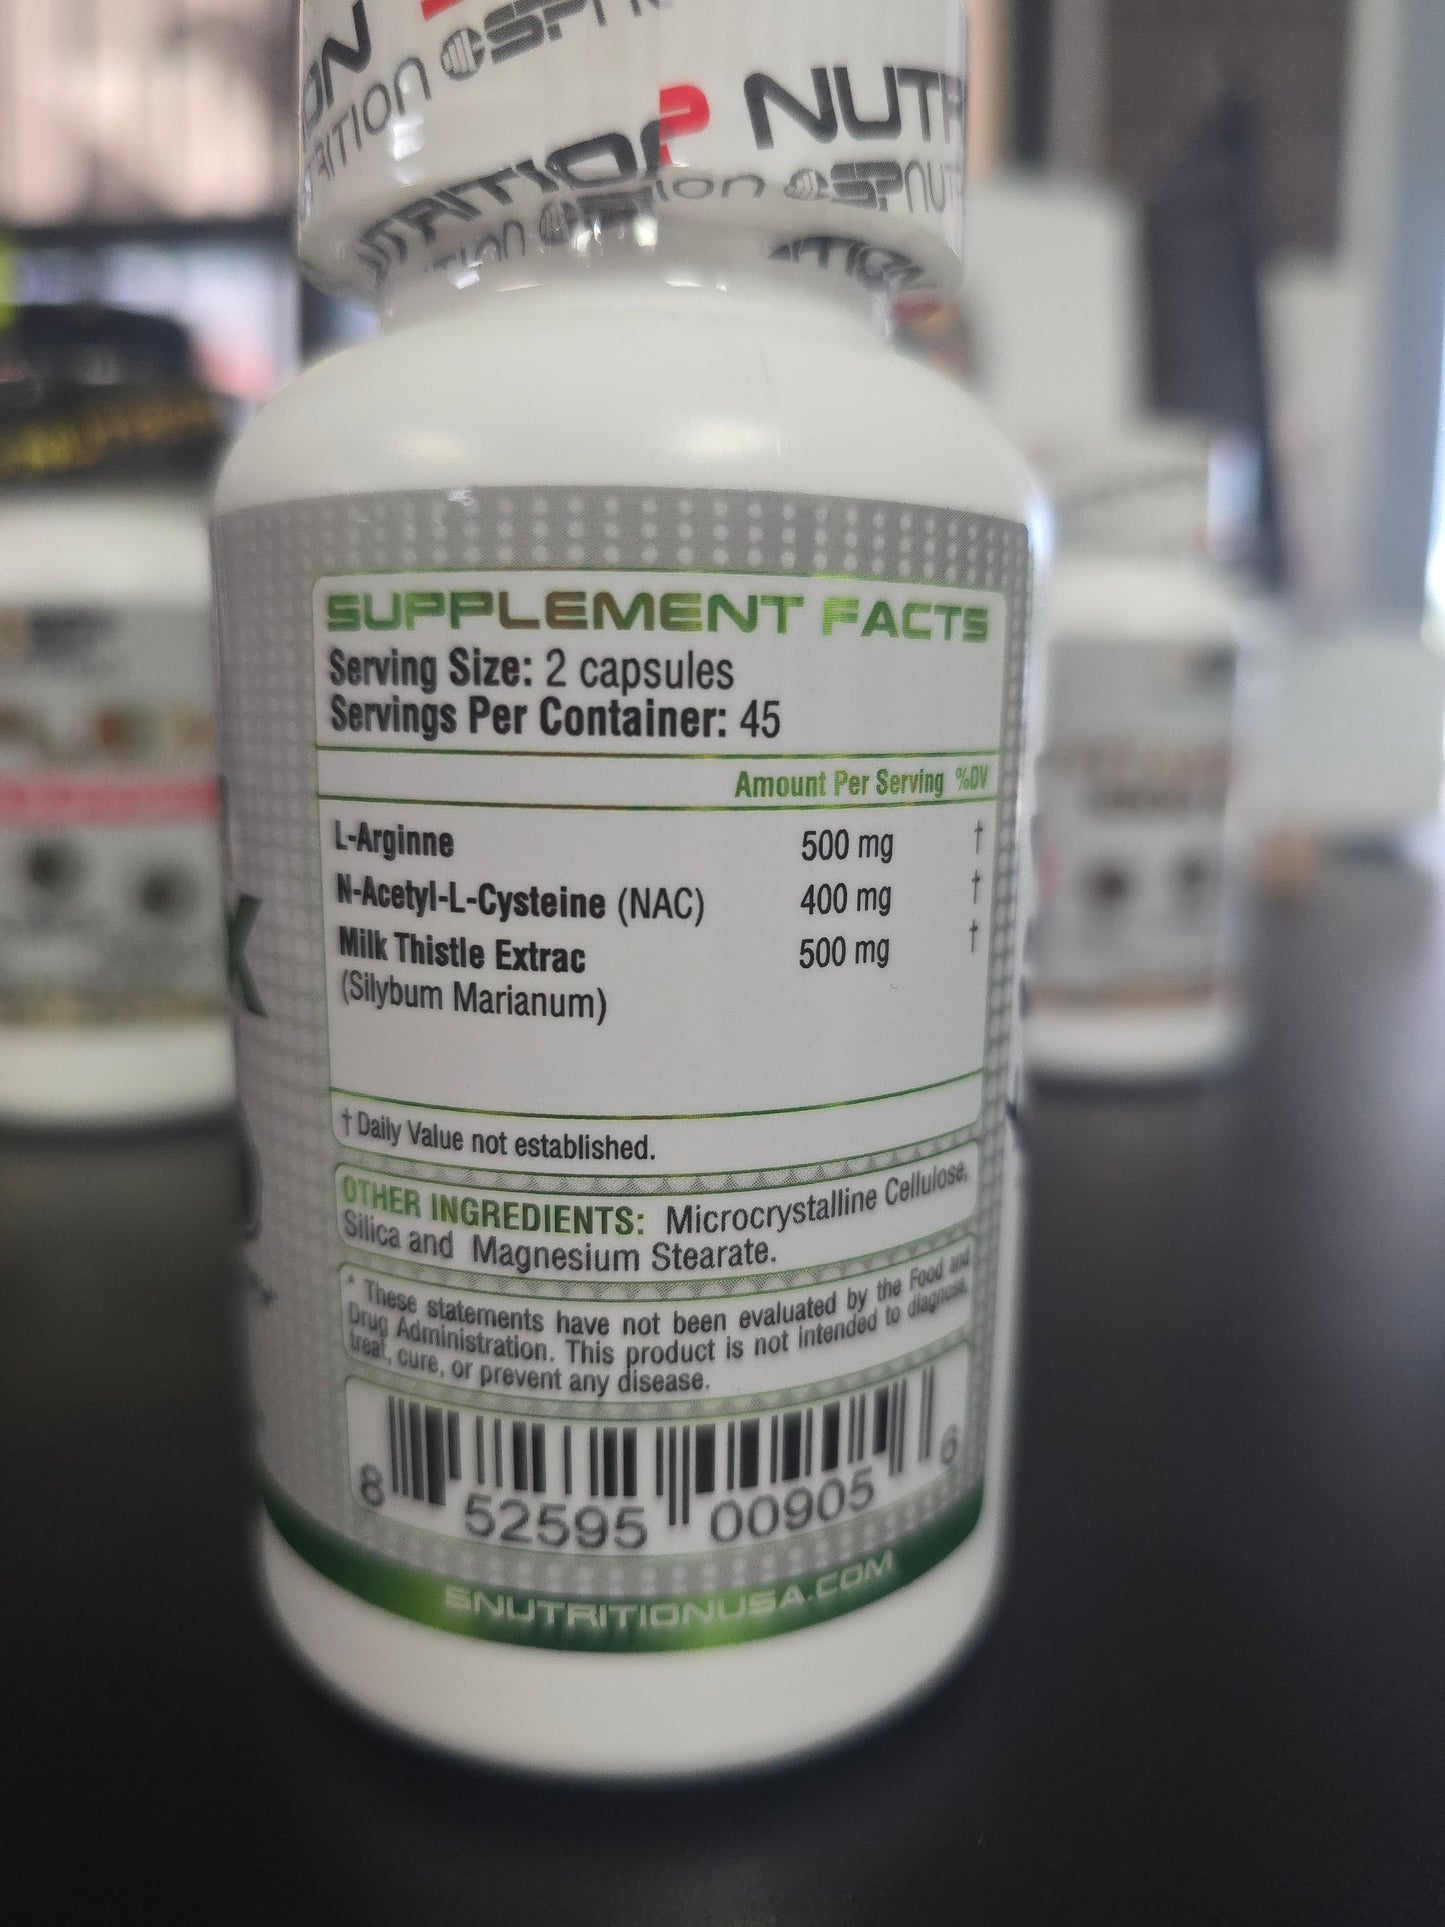 NUTRITION
SUPPLEMENT FACTS
Serving Size: 2 capsules
Servings Per Container: 45
Amount Per Serving %DV
L-Arginne 500 mg †
N-Acetyl-L-Cysteine (NAC) 400 mg †
Milk Thistle Extrac 500 mg †
(Silybum Marianum)
† Daily Value not established.
OTHER INGREDIENTS: Microcrystalline Cellulose,
Silica and Magnesium Stearate.
* These statements have not been evaluated by the Food and
Drug Administration. This product is not intended to diagnose,
treat, cure, or prevent any disease.
8 52595 00905 6
SNUTRITIONUSA.COM